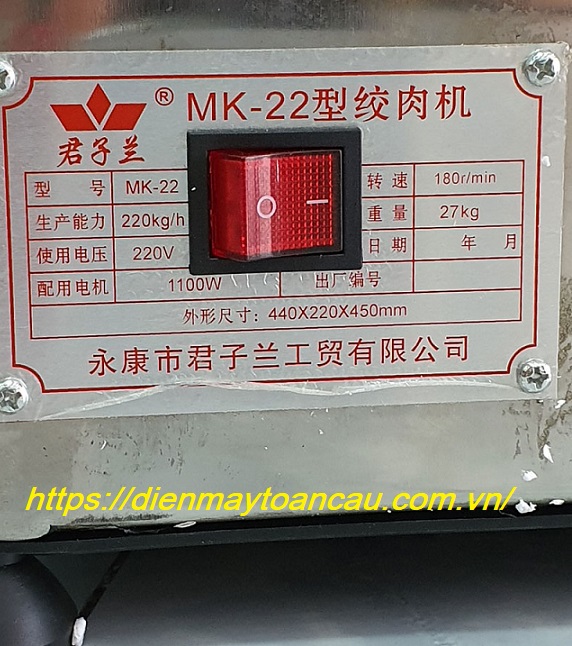 ® MK-22型绞肉机
君子兰
型 号 MK-22 转速 180r/min
生产能力 220kg/h 重量 27kg
使用电压 220V 日期 年 月
配用电机 1100W 出厂编号
外形尺寸：440X220X450mm
永康市君子兰工贸有限公司
https://dienmaytoancau.com.vn/